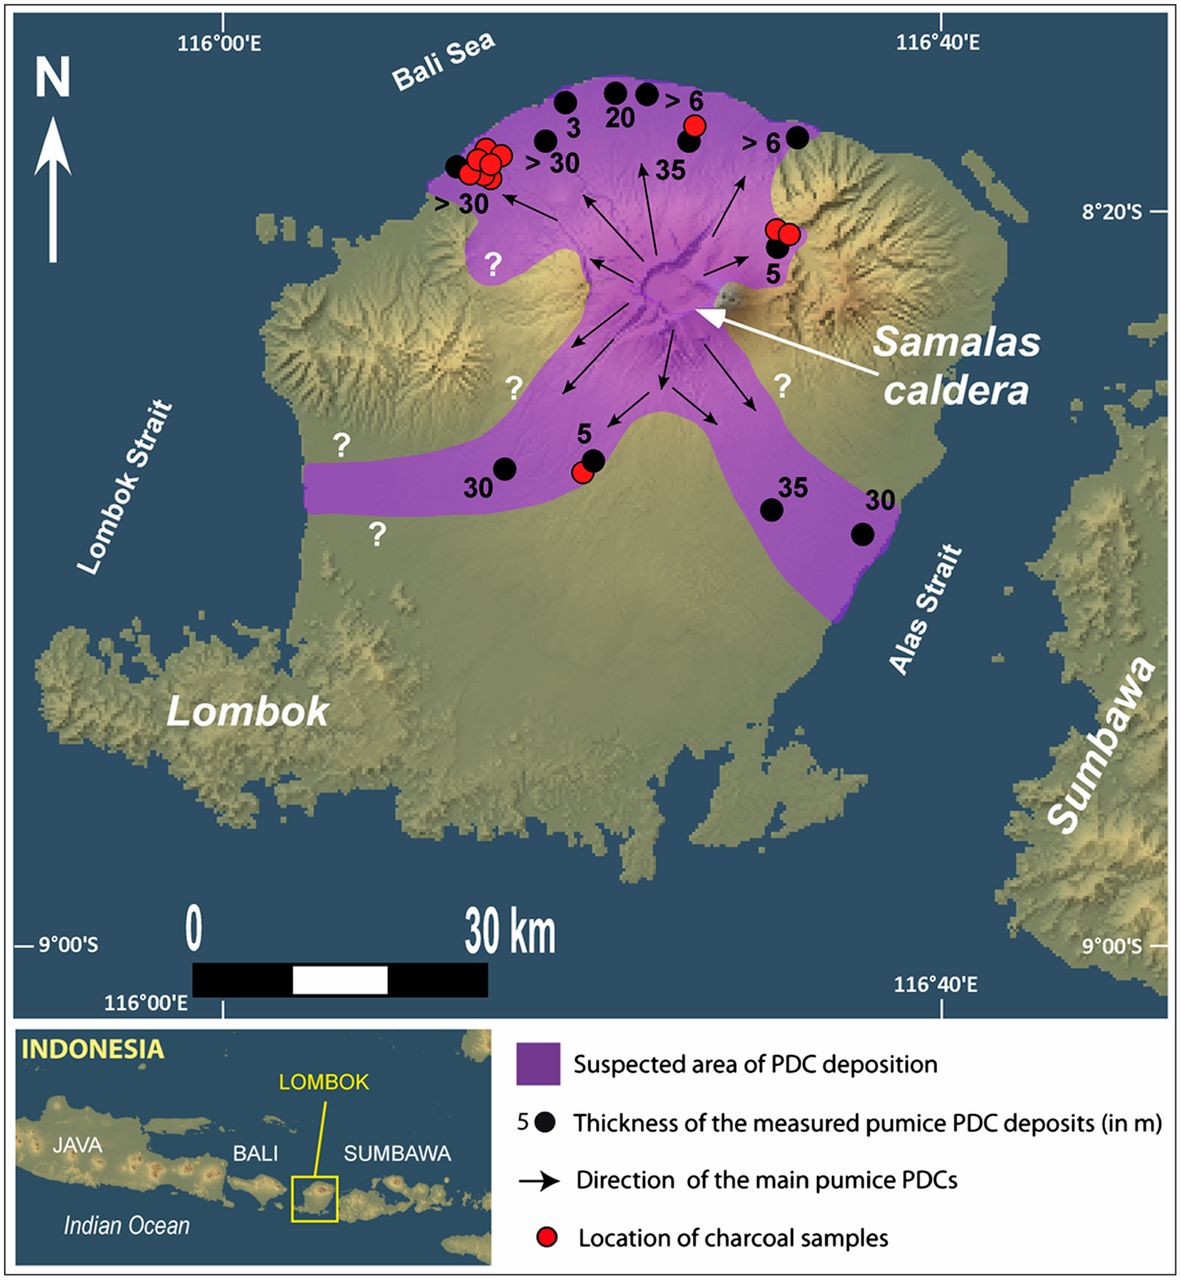 116°00'E
116°40'E
Bali Sea
N
3
20
> 6
> 30
35
> 6
> 30
8°20'S
?
5
Samalas
caldera
?
?
Lombok Strait
?
5
30
35
30
?
Alas Strait
Lombok
Sumbawa
0
30 km
9°00'S
9°00'S
116°00'E
116°40'E
INDONESIA
LOMBOK
JAVA
BALI
SUMBAWA
Indian Ocean
Suspected area of PDC deposition
5 Thickness of the measured pumice PDC deposits (in m)
Direction of the main pumice PDCs
Location of charcoal samples